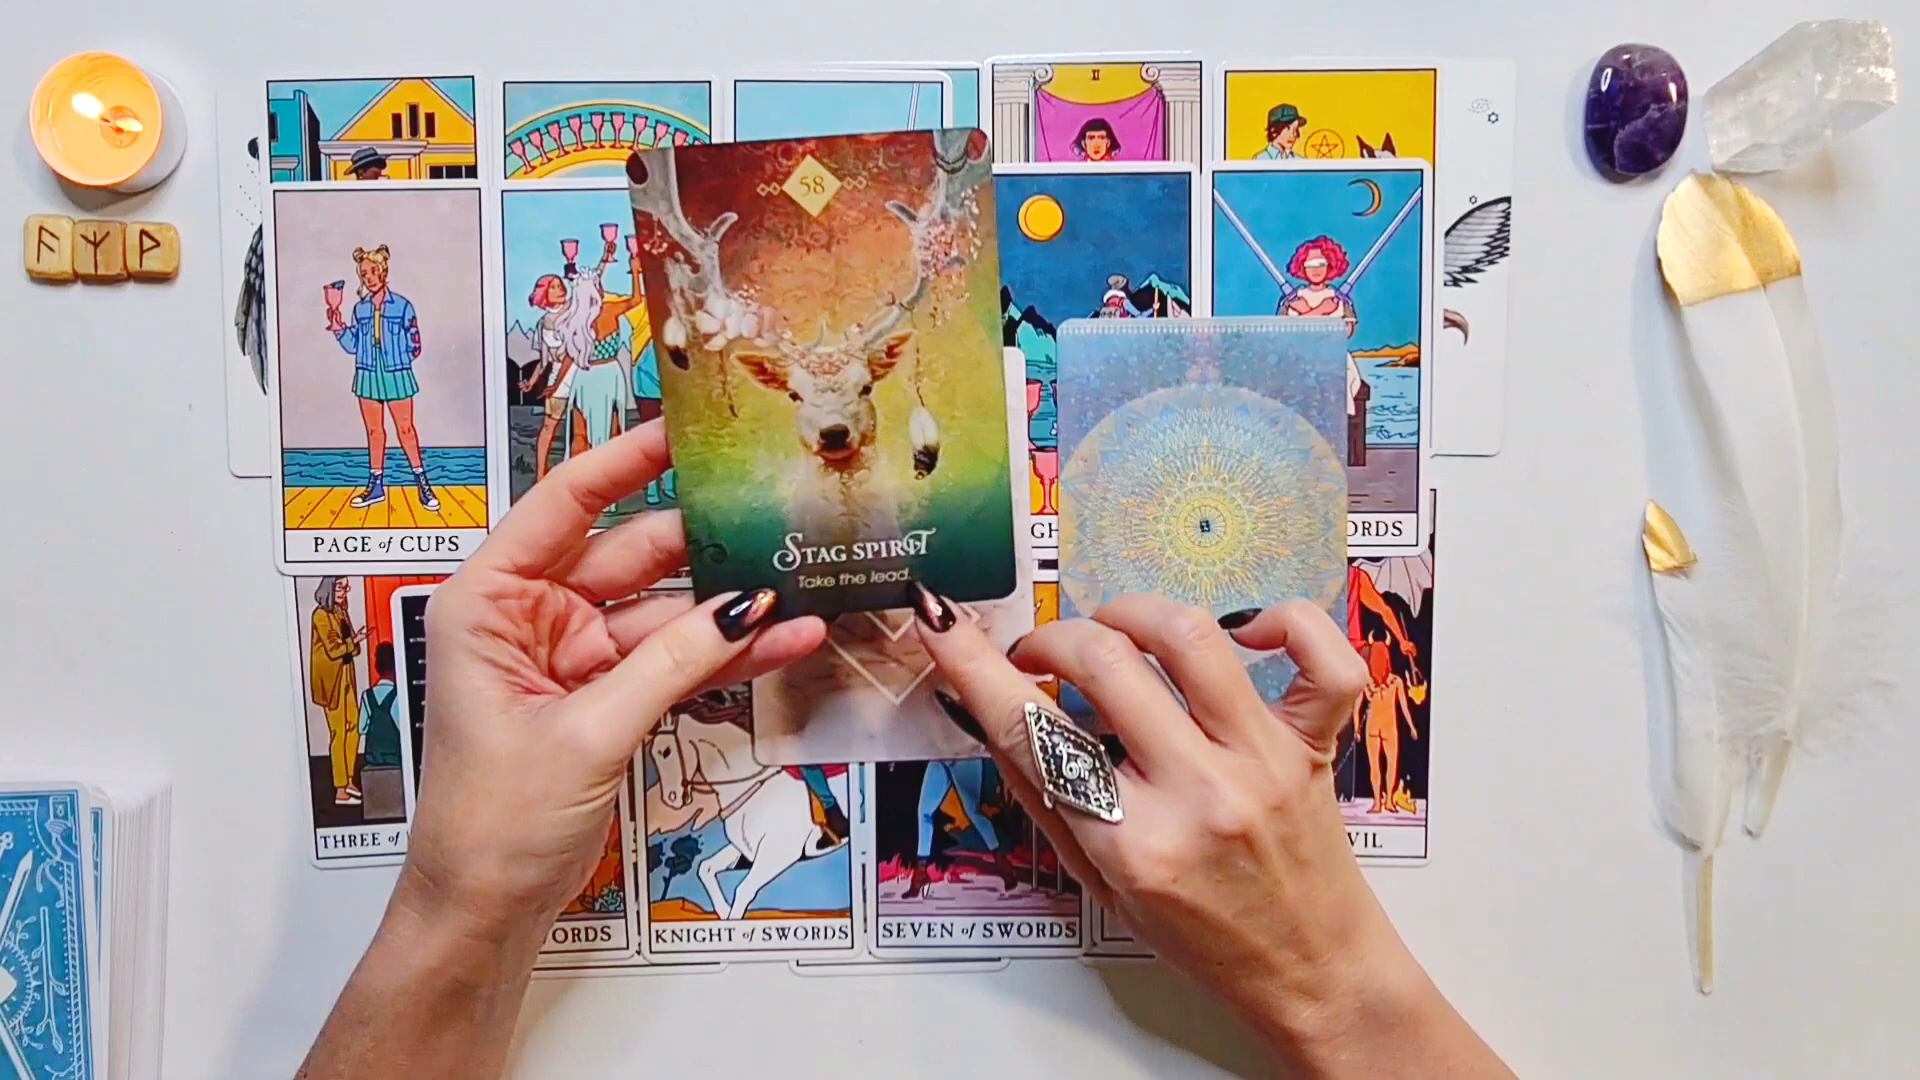 II
58
STAG SPIRIT
Take the lead.
PAGE of CUPS
ORDS
THREE of
VIL
ORDS
KNIGHT of SWORDS
SEVEN of SWORDS